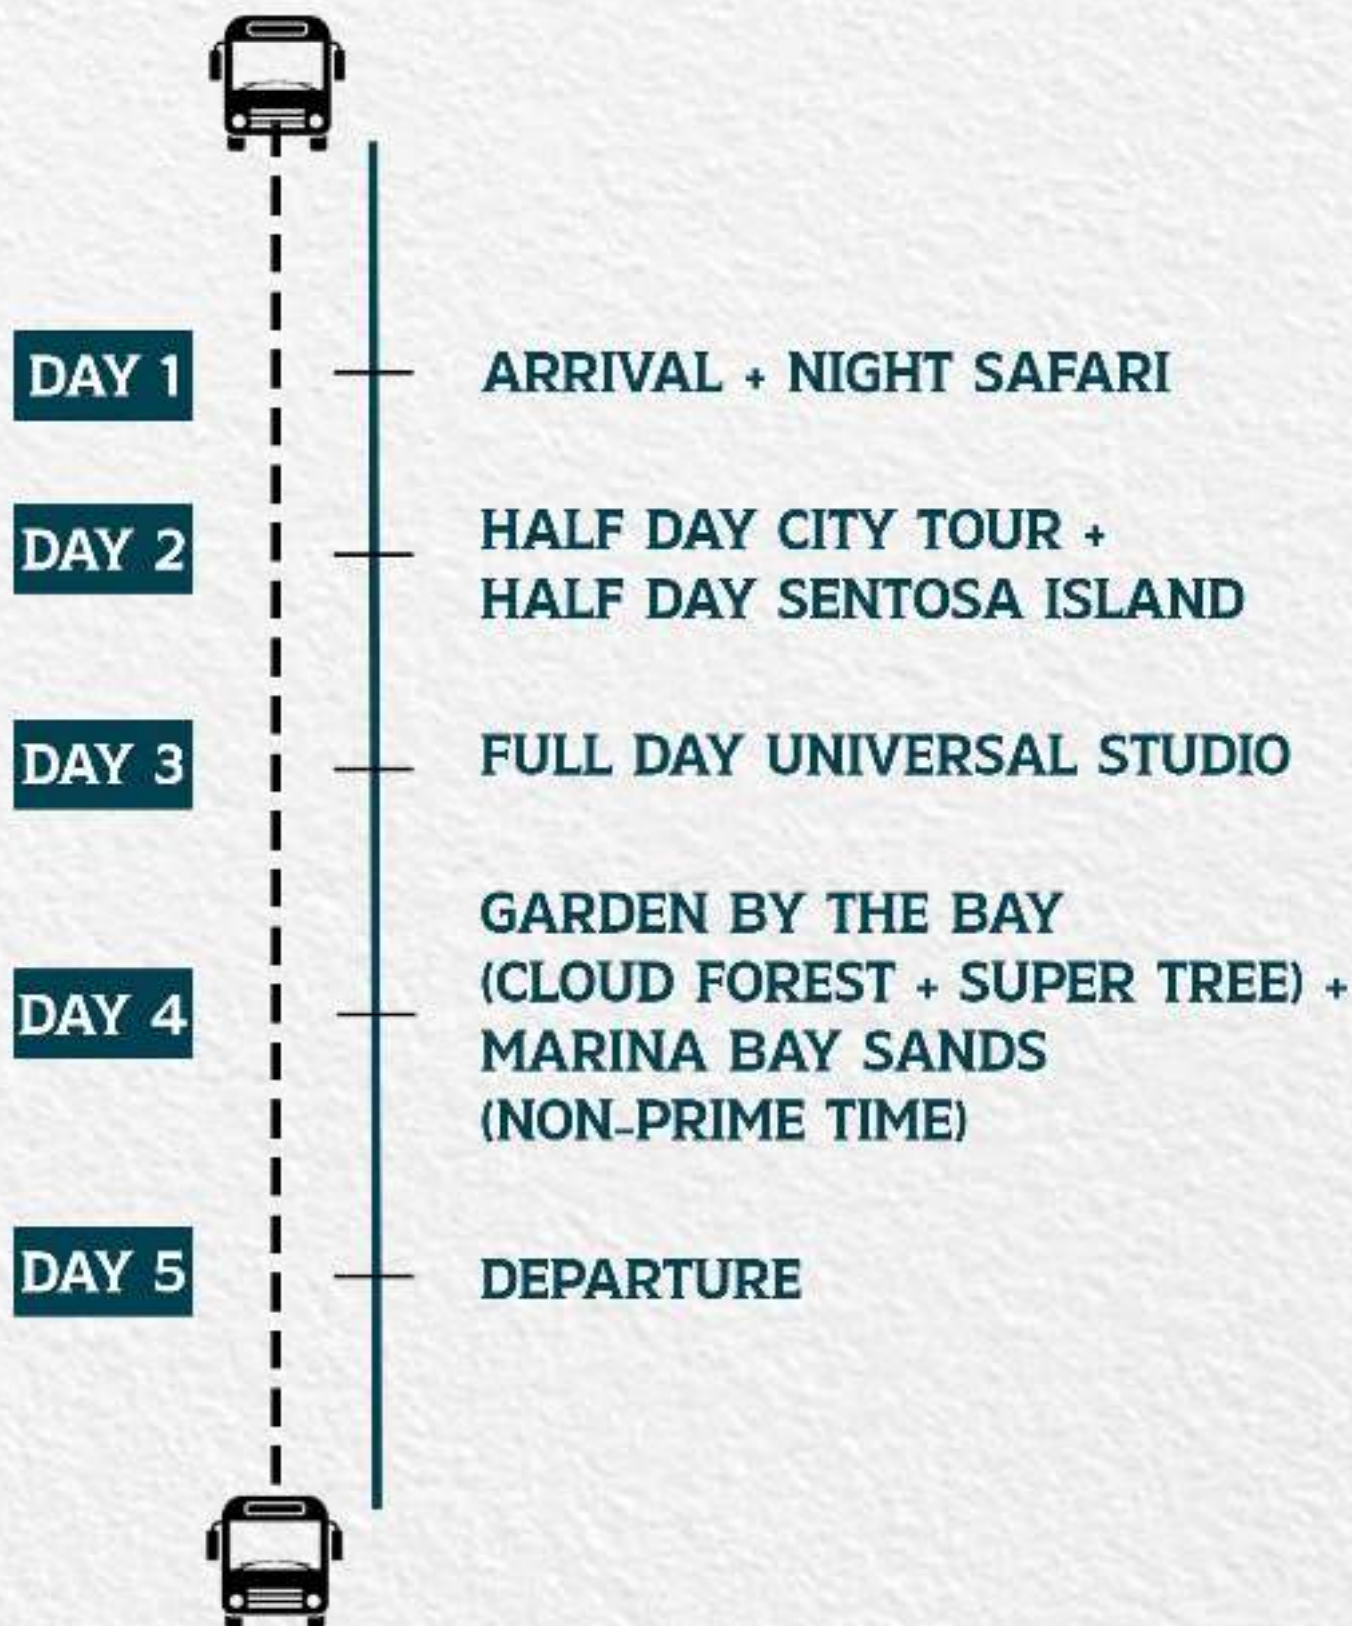 DAY 1
ARRIVAL + NIGHT SAFARI
DAY 2
HALF DAY CITY TOUR +
HALF DAY SENTOSA ISLAND
DAY 3
FULL DAY UNIVERSAL STUDIO
DAY 4
GARDEN BY THE BAY
(CLOUD FOREST + SUPER TREE) +
MARINA BAY SANDS
(NON-PRIME TIME)
DAY 5
DEPARTURE